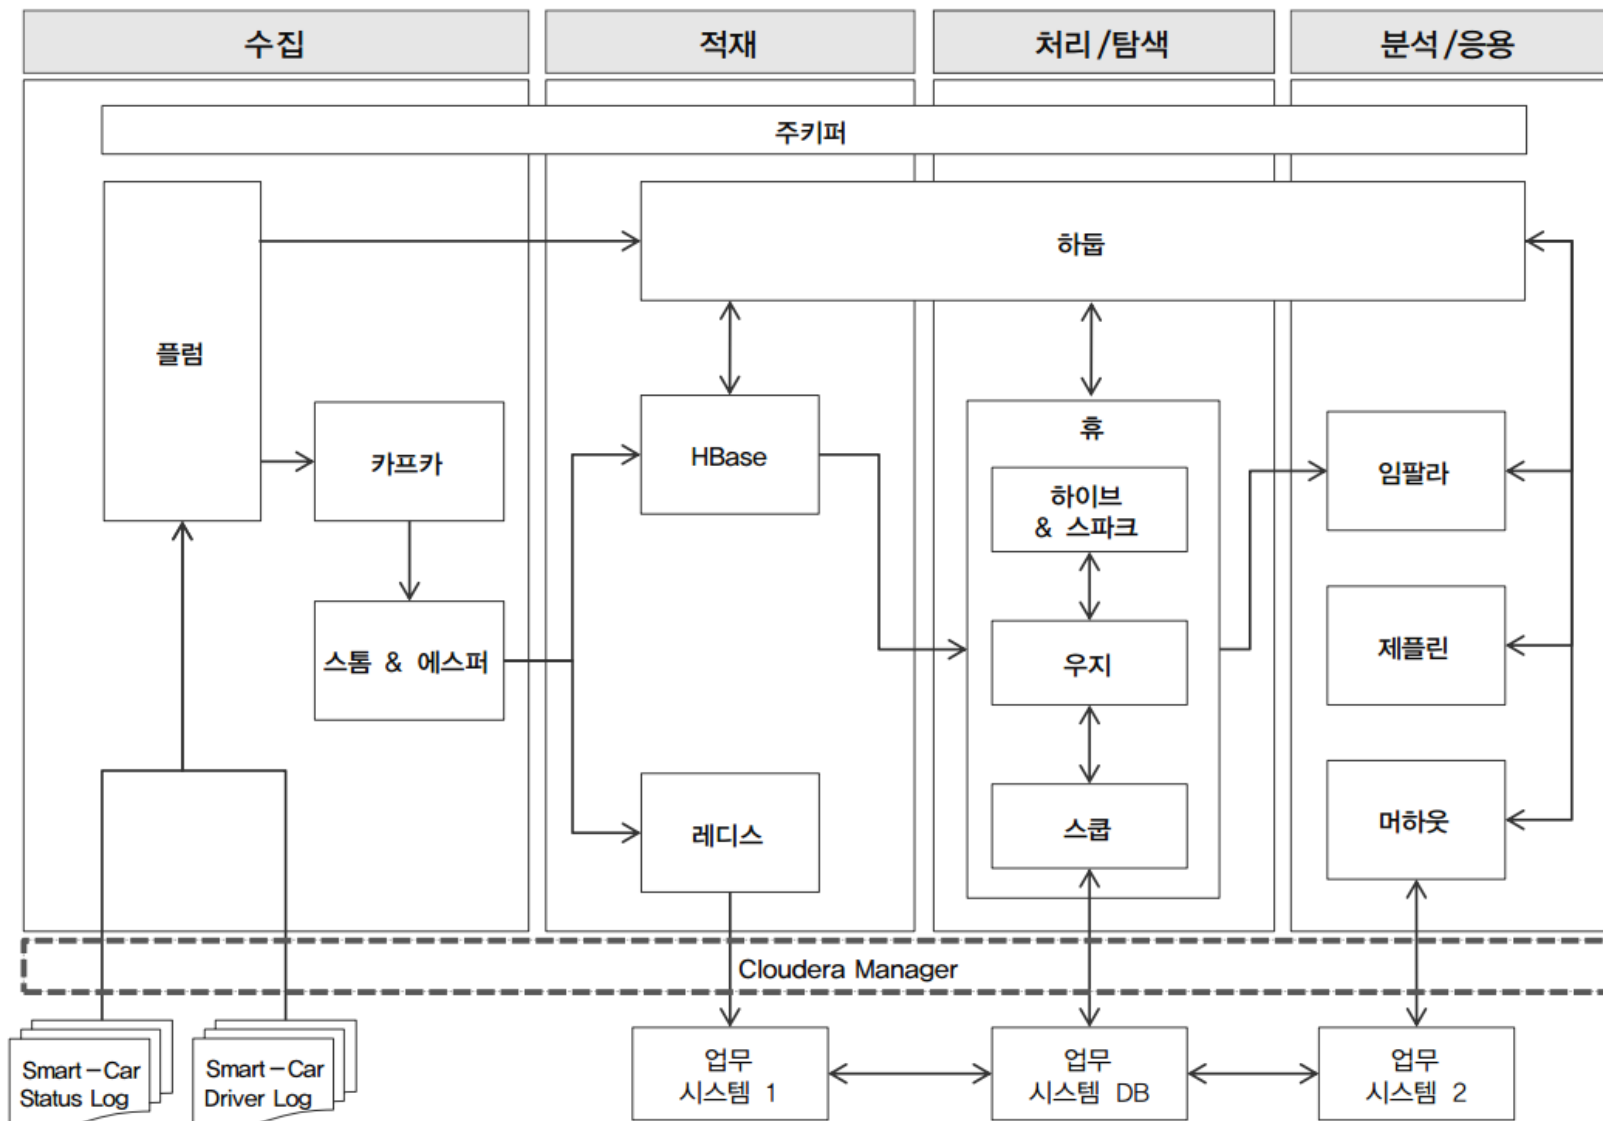 수집
적재
처리/탐색
분석/응용
주키퍼
하둡
플럼
카프카
HBase
휴
하이브
& 스파크
임팔라
스톰 & 에스퍼
우지
제플린
레디스
스쿱
머하웃
Cloudera Manager
Smart-Car
Status Log
Smart-Car
Driver Log
업무
시스템 1
업무
시스템 DB
업무
시스템 2